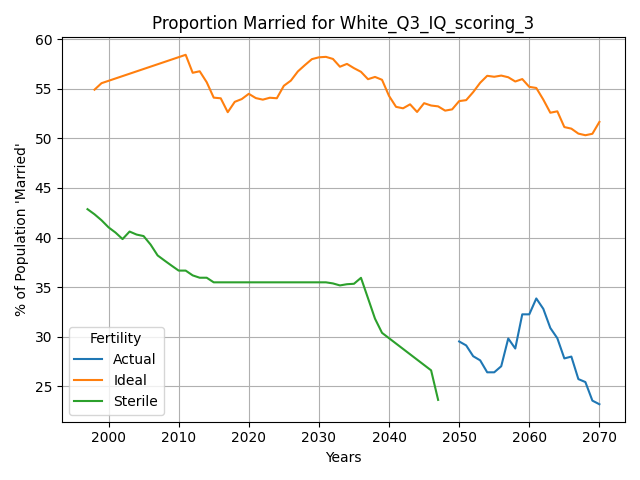 Proportion Married for White_Q3_IQ_scoring_3
% of Population 'Married'
60
55
50
45
40
35
30
25
Fertility
Actual
Ideal
Sterile
2000 2010 2020 2030 2040 2050 2060 2070
Years